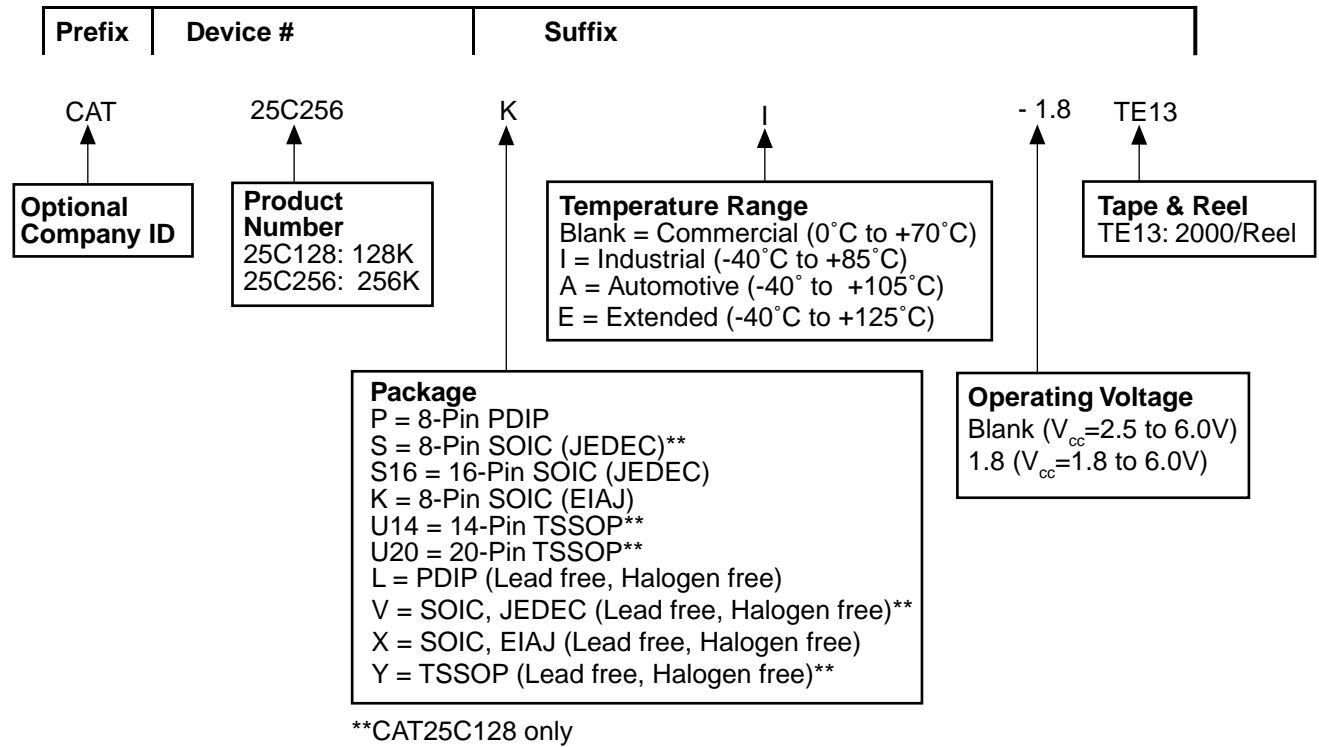 Prefix Device # Suffix
CAT 25C256 K I - 1.8 TE13
Optional
Company ID
Product
Number
25C128: 128K
25C256: 256K
Temperature Range
Blank = Commercial (0˚C to +70˚C)
I = Industrial (-40˚C to +85˚C)
A = Automotive (-40˚ to +105˚C)
E = Extended (-40˚C to +125˚C)
Tape & Reel
TE13: 2000/Reel
Package
P = 8-Pin PDIP
S = 8-Pin SOIC (JEDEC)**
S16 = 16-Pin SOIC (JEDEC)
K = 8-Pin SOIC (EIAJ)
U14 = 14-Pin TSSOP**
U20 = 20-Pin TSSOP**
L = PDIP (Lead free, Halogen free)
V = SOIC, JEDEC (Lead free, Halogen free)**
X = SOIC, EIAJ (Lead free, Halogen free)
Y = TSSOP (Lead free, Halogen free)**
Operating Voltage
Blank (Vcc=2.5 to 6.0V)
1.8 (Vcc=1.8 to 6.0V)
**CAT25C128 only